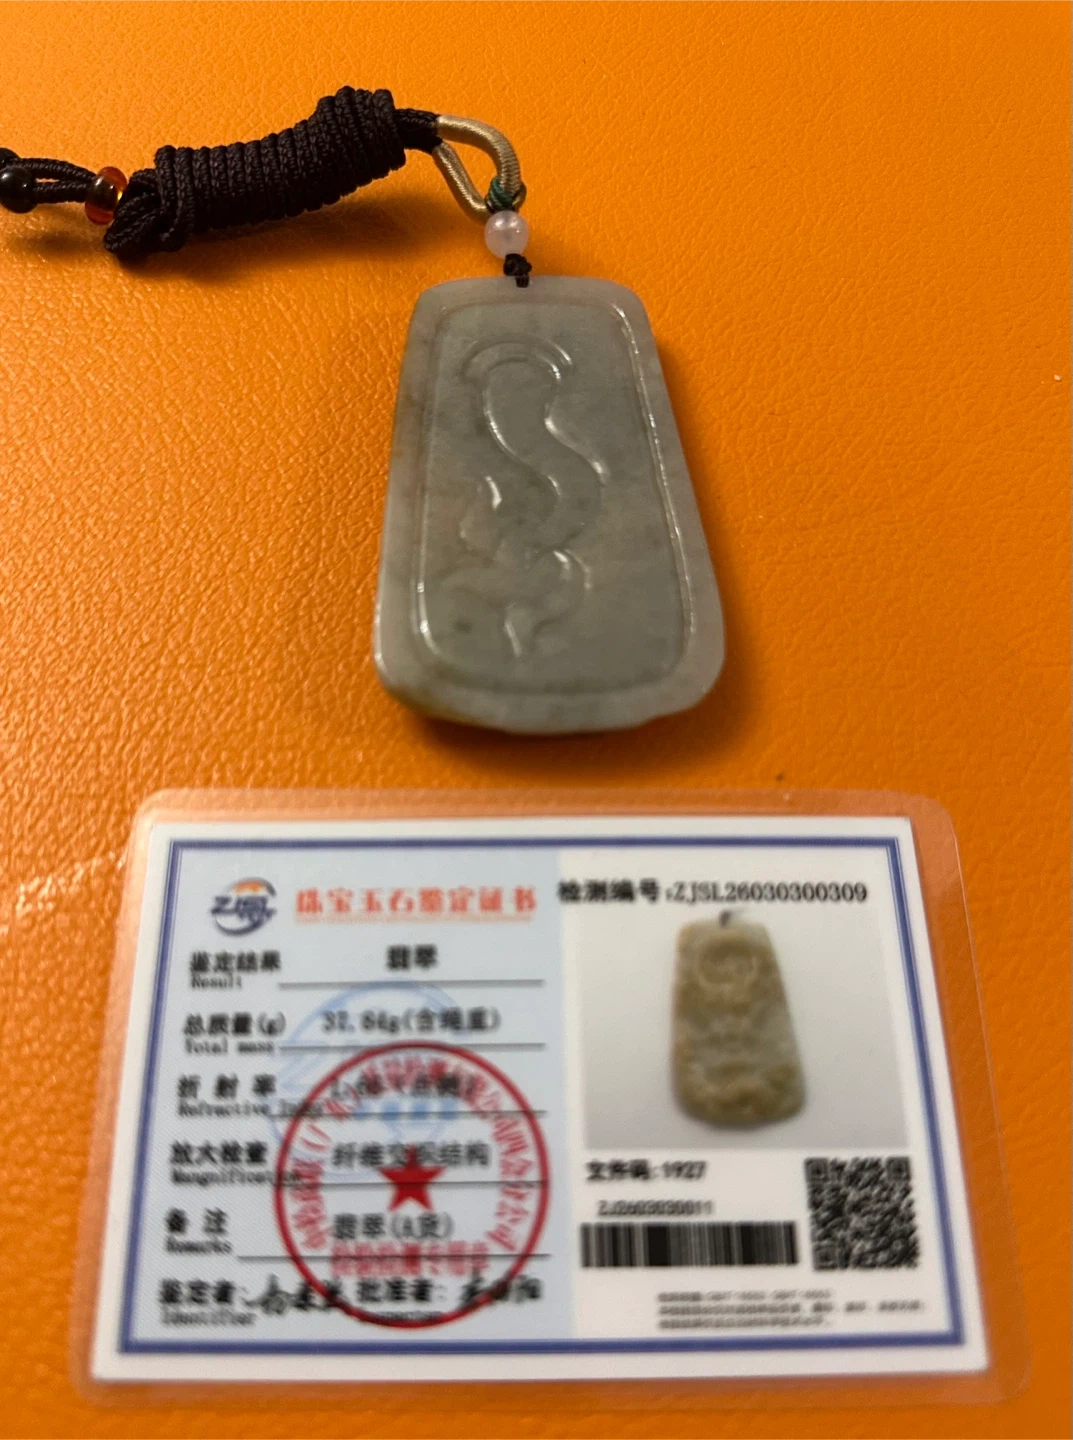 珠宝玉石鉴定证书
检测编号:ZJSL26030300309
鉴定结果 翡翠
Result
总质量(g) 37.64g(含绳重)
Total mass
折射率
Refractive Index
放大检查 纤维交织结构
Magnification
备注 翡翠(A货)
Remarks
鉴定者: 批准者:
Identifier
文件码:1927
ZJ2603030011